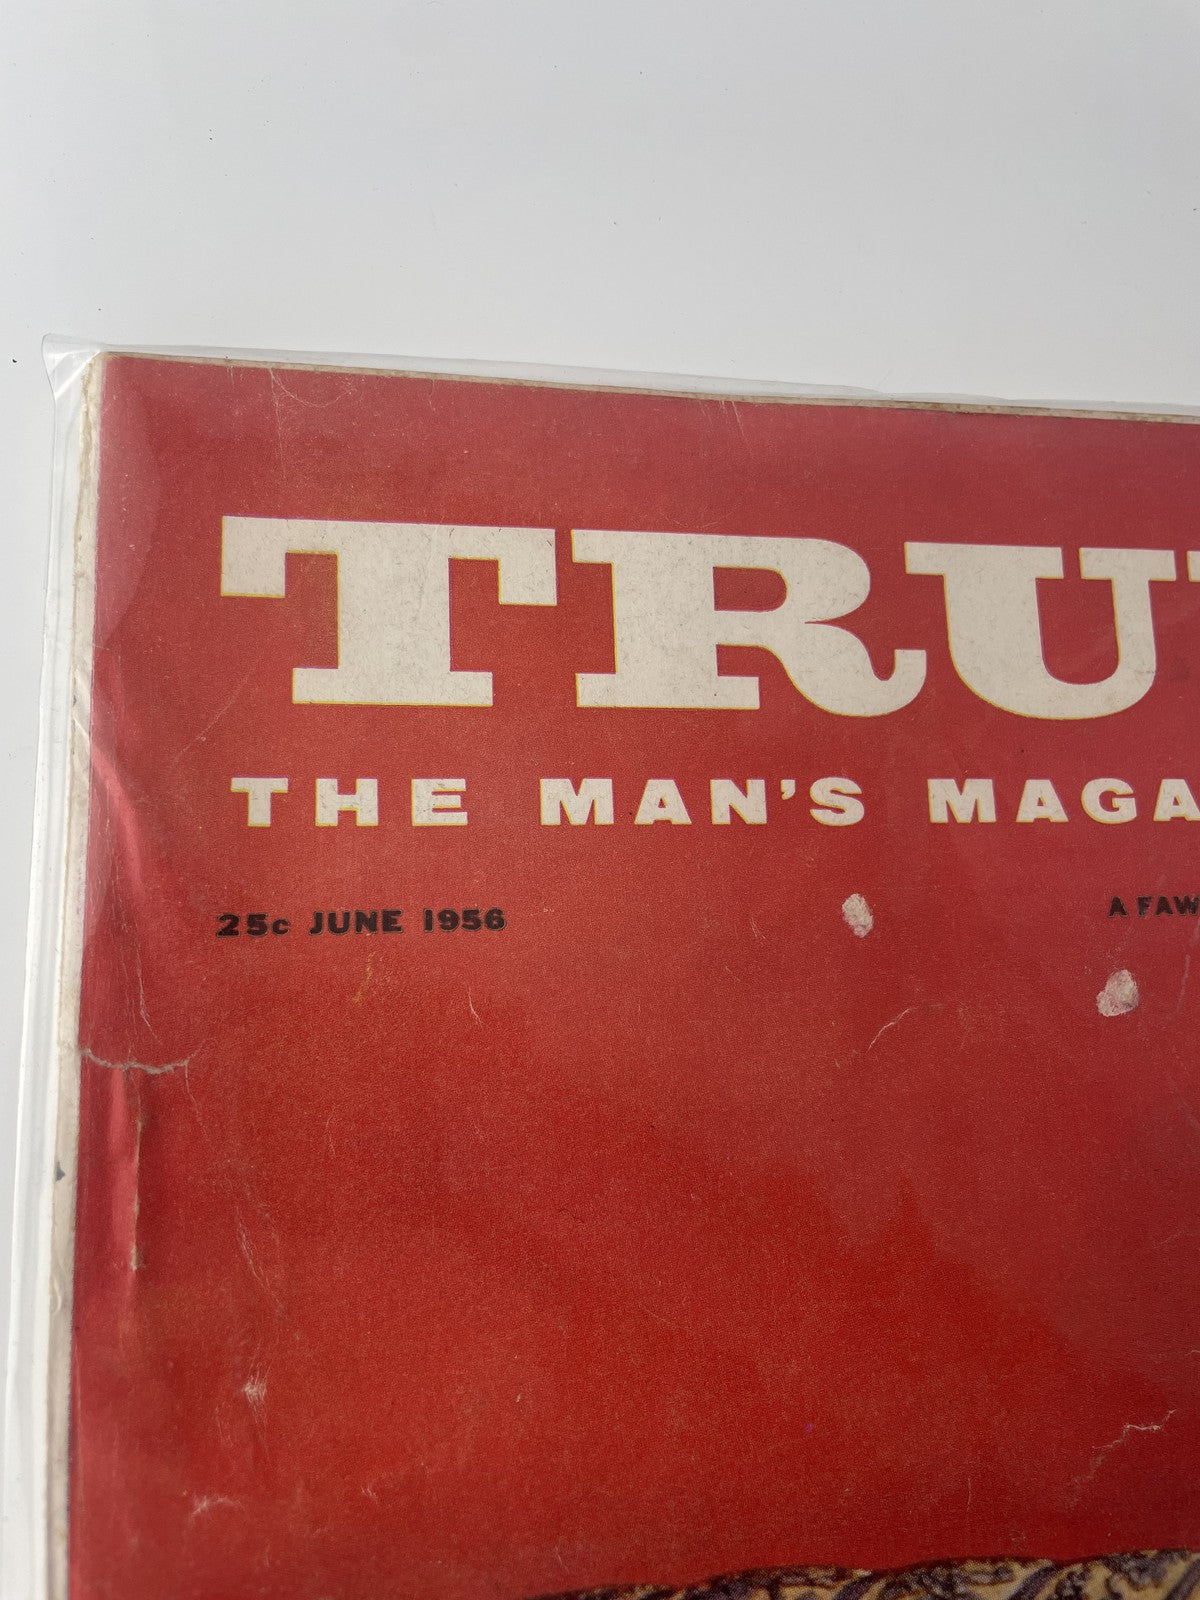 TRU
THE MAN'S MAGA
25c JUNE 1956
A FAW